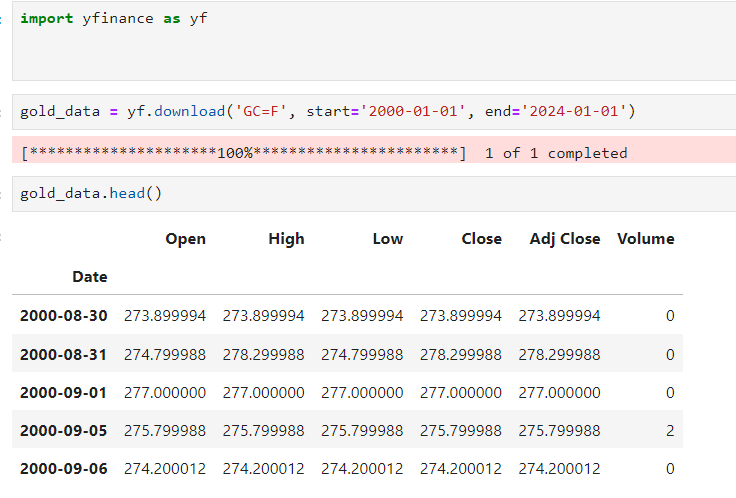 import yfinance as yf
gold_data = yf.download('GC=F', start='2000-01-01', end='2024-01-01')
[*********************100%***********************]  1 of 1 completed
gold_data.head()
Open High Low Close Adj Close Volume
Date
2000-08-30 273.899994 273.899994 273.899994 273.899994 273.899994 0
2000-08-31 274.799988 278.299988 274.799988 278.299988 278.299988 0
2000-09-01 277.000000 277.000000 277.000000 277.000000 277.000000 0
2000-09-05 275.799988 275.799988 275.799988 275.799988 275.799988 2
2000-09-06 274.200012 274.200012 274.200012 274.200012 274.200012 0